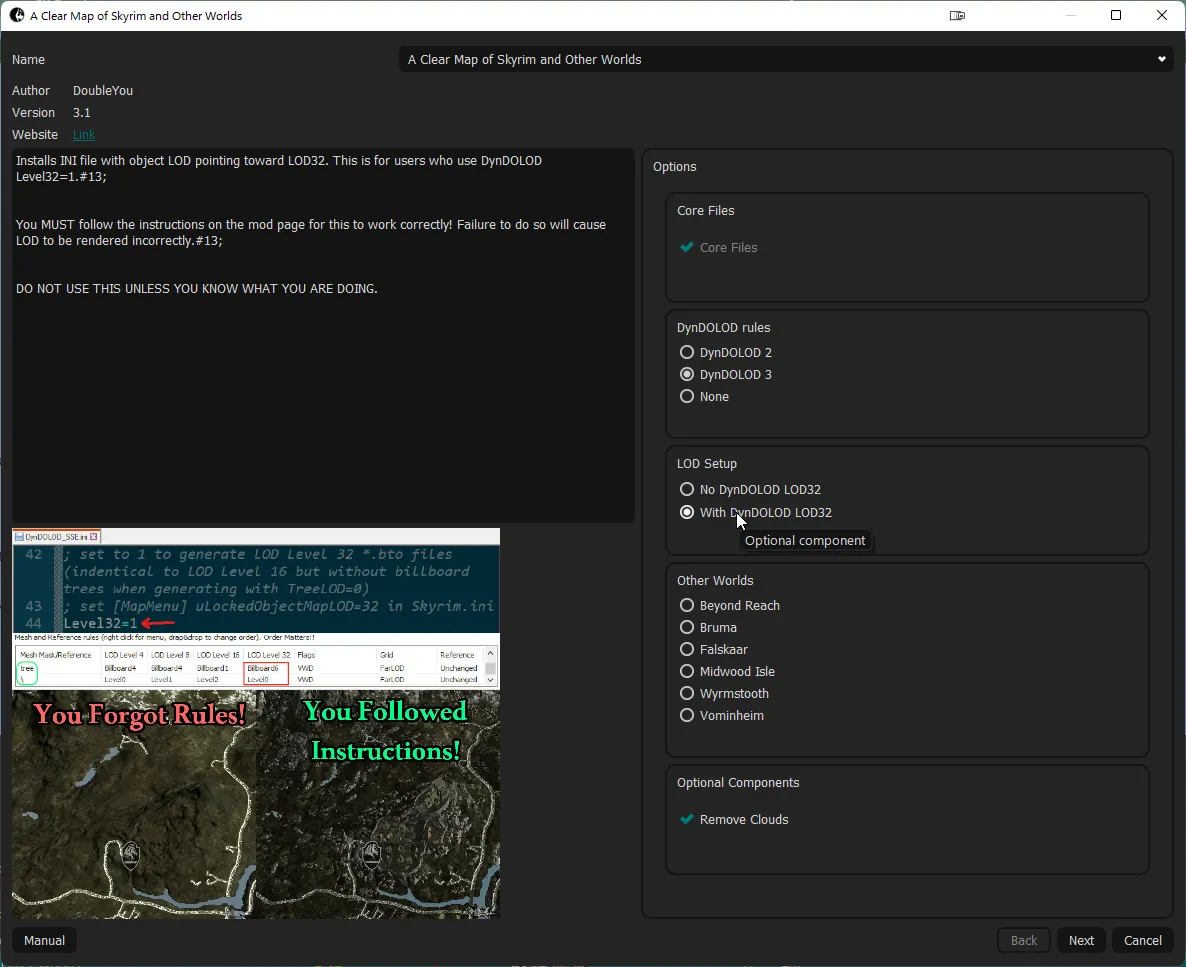 A Clear Map of Skyrim and Other Worlds
Name
A Clear Map of Skyrim and Other Worlds
Author DoubleYou
Version 3.1
Website Link
Installs INI file with object LOD pointing toward LOD32. This is for users who use DynDOLOD
Level32=1.#13;
You MUST follow the instructions on the mod page for this to work correctly! Failure to do so will cause
LOD to be rendered incorrectly.#13;
DO NOT USE THIS UNLESS YOU KNOW WHAT YOU ARE DOING.
DynDOLOD_SSE.ini
42 ; set to 1 to generate LOD Level 32 *.bto files
(indentical to LOD Level 16 but without billboard
trees when generating with TreeLOD=0)
43 ; set [MapMenu] uLockedObjectMapLOD=32 in Skyrim.ini
44 Level32=1
Mesh and Reference rules (right click for menu, drap&drop to change order). Order Matters!!
Mesh Mask/Reference LOD Level 4 LOD Level 8 LOD Level 16 LOD Level 32 Flags Grid Reference
tree Billboard4 Billboard4 Billboard1 Billboard6 VWD FarLOD Unchanged
\ Level0 Level1 Level2 Level0 VWD FarLOD Unchanged
You Forgot Rules!
You Followed
Instructions!
Options
Core Files
Core Files
DynDOLOD rules
DynDOLOD 2
DynDOLOD 3
None
LOD Setup
No DynDOLOD LOD32
With DynDOLOD LOD32
Optional component
Other Worlds
Beyond Reach
Bruma
Falskaar
Midwood Isle
Wyrmstooth
Vominheim
Optional Components
Remove Clouds
Manual
Back
Next
Cancel